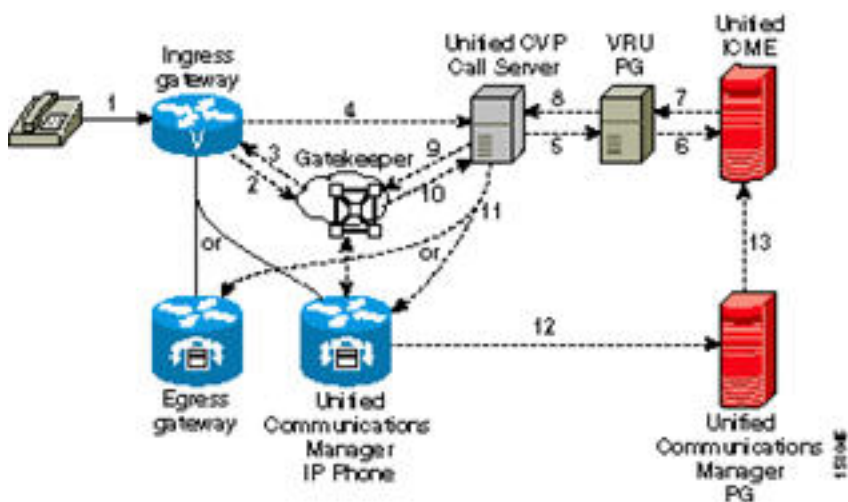 Unified
ICME
Unified CVP
Call Server
VRU
PG
Ingress
gateway
1
V
4
8
7
5
6
3
2
Gatekeeper
9
10
11
or
or
13
12
Egress
gateway
Unified
Communications
Manager
IP Phone
Unified
Communications
Manager
PG